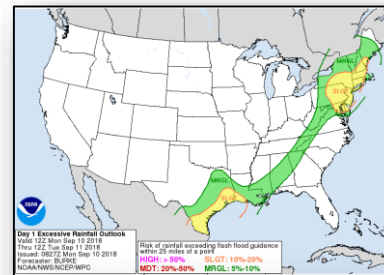 MRGL
SLGT
MRGL
SLGT
Day 1 Excessive Rainfall Outlook
Valid 12Z Mon Sep 10 2018
Thru 12Z Tue Sep 11 2018
Issued: 0827Z Mon Sep 10 2018
Forecaster: BURKE
NOAA/NWS/NCEP/WPC
Risk of rainfall exceeding flash flood guidance
within 25 miles of a point
HIGH: > 50% SLGT: 10%-20%
MDT: 20%-50% MRGL: 5%-10%